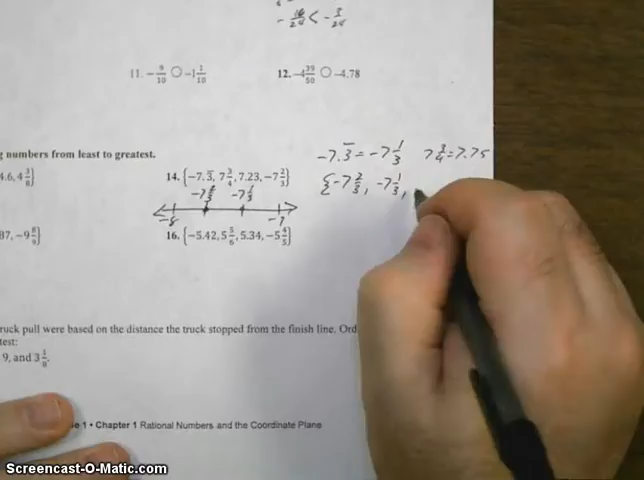 - 16/24 < - 3/24
11. -9/10 ○ -1 1/10
12. -4 39/50 ○ -4.78
g numbers from least to greatest.
-7.3̅ = -7 1/3 7 3/4 = 7.75
4.6, 4 3/8}
14. {-7.3̅, 7 3/4, 7.23, -7 2/3}
{-7 2/3, -7 1/3,
-7 2/3 -7 1/3
-8 -7
87, -9 8/9}
16. {-5.42, 5 5/6, 5.34, -5 4/5}
ruck pull were based on the distance the truck stopped from the finish line. Ord
test:
9, and 3 1/8.
e 1 • Chapter 1 Rational Numbers and the Coordinate Plane
Screencast-O-Matic.com